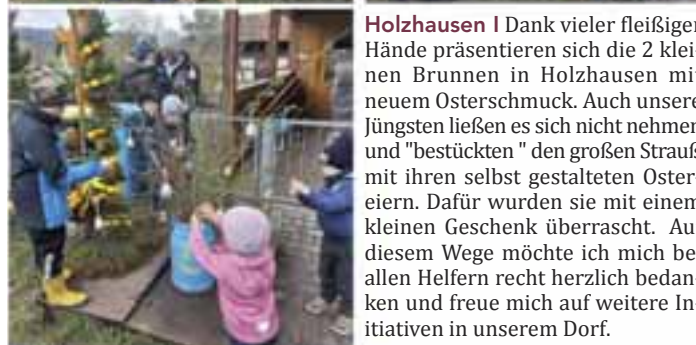 Holzhausen I Dank vieler fleißiger
Hände präsentieren sich die 2 klei
nen Brunnen in Holzhausen mi
neuem Osterschmuck. Auch unsere
Jüngsten ließen es sich nicht nehmen
und "bestückten " den großen Strauß
mit ihren selbst gestalteten Oster
eiern. Dafür wurden sie mit einem
kleinen Geschenk überrascht. Au
diesem Wege möchte ich mich be
allen Helfern recht herzlich bedan
ken und freue mich auf weitere In
itiativen in unserem Dorf.